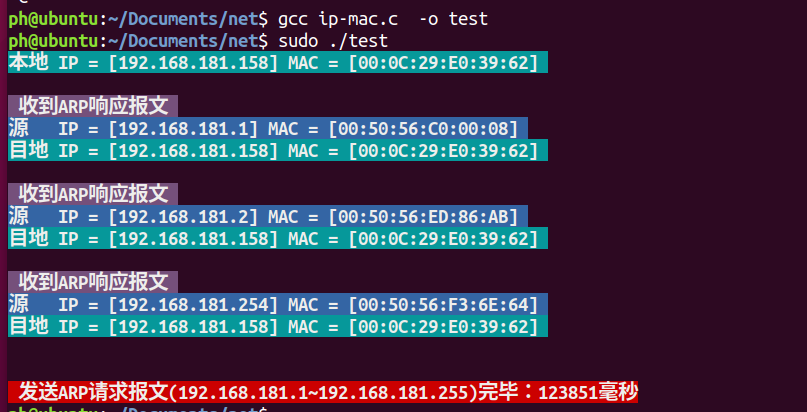 ph@ubuntu:~/Documents/net$ gcc ip-mac.c  -o test
ph@ubuntu:~/Documents/net$ sudo ./test
本地 IP = [192.168.181.158] MAC = [00:0C:29:E0:39:62]
收到ARP响应报文
源   IP = [192.168.181.1] MAC = [00:50:56:C0:00:08]
目地 IP = [192.168.181.158] MAC = [00:0C:29:E0:39:62]
收到ARP响应报文
源   IP = [192.168.181.2] MAC = [00:50:56:ED:86:AB]
目地 IP = [192.168.181.158] MAC = [00:0C:29:E0:39:62]
收到ARP响应报文
源   IP = [192.168.181.254] MAC = [00:50:56:F3:6E:64]
目地 IP = [192.168.181.158] MAC = [00:0C:29:E0:39:62]
发送ARP请求报文(192.168.181.1~192.168.181.255)完毕：123851毫秒
ph@ubuntu:~/Documents/net$